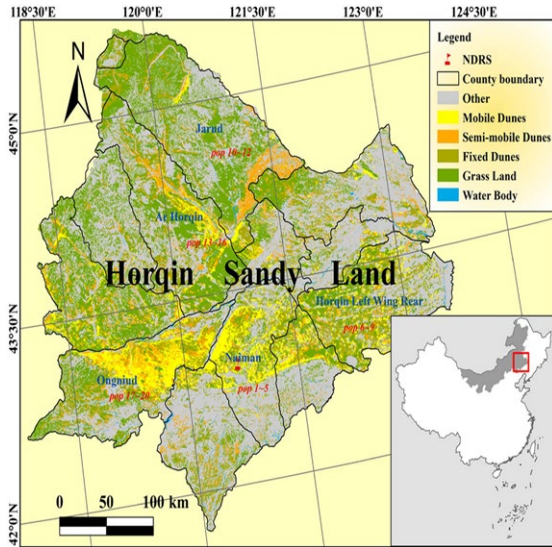 118°30'E 120°0'E 121°30'E 123°0'E 124°30'E
N
Legend
NDRS
County boundary
Other
Mobile Dunes
Semi-mobile Dunes
Fixed Dunes
Grass Land
Water Body
45°0'N
43°30'N
42°0'N
Jarud
pop 10~12
Ar Horqin
pop 13~16
Horqin Sandy Land
Horqin Left Wing Rear
pop 6~9
Naiman
pop 1~5
Ongniud
pop 17~20
0 50 100 km